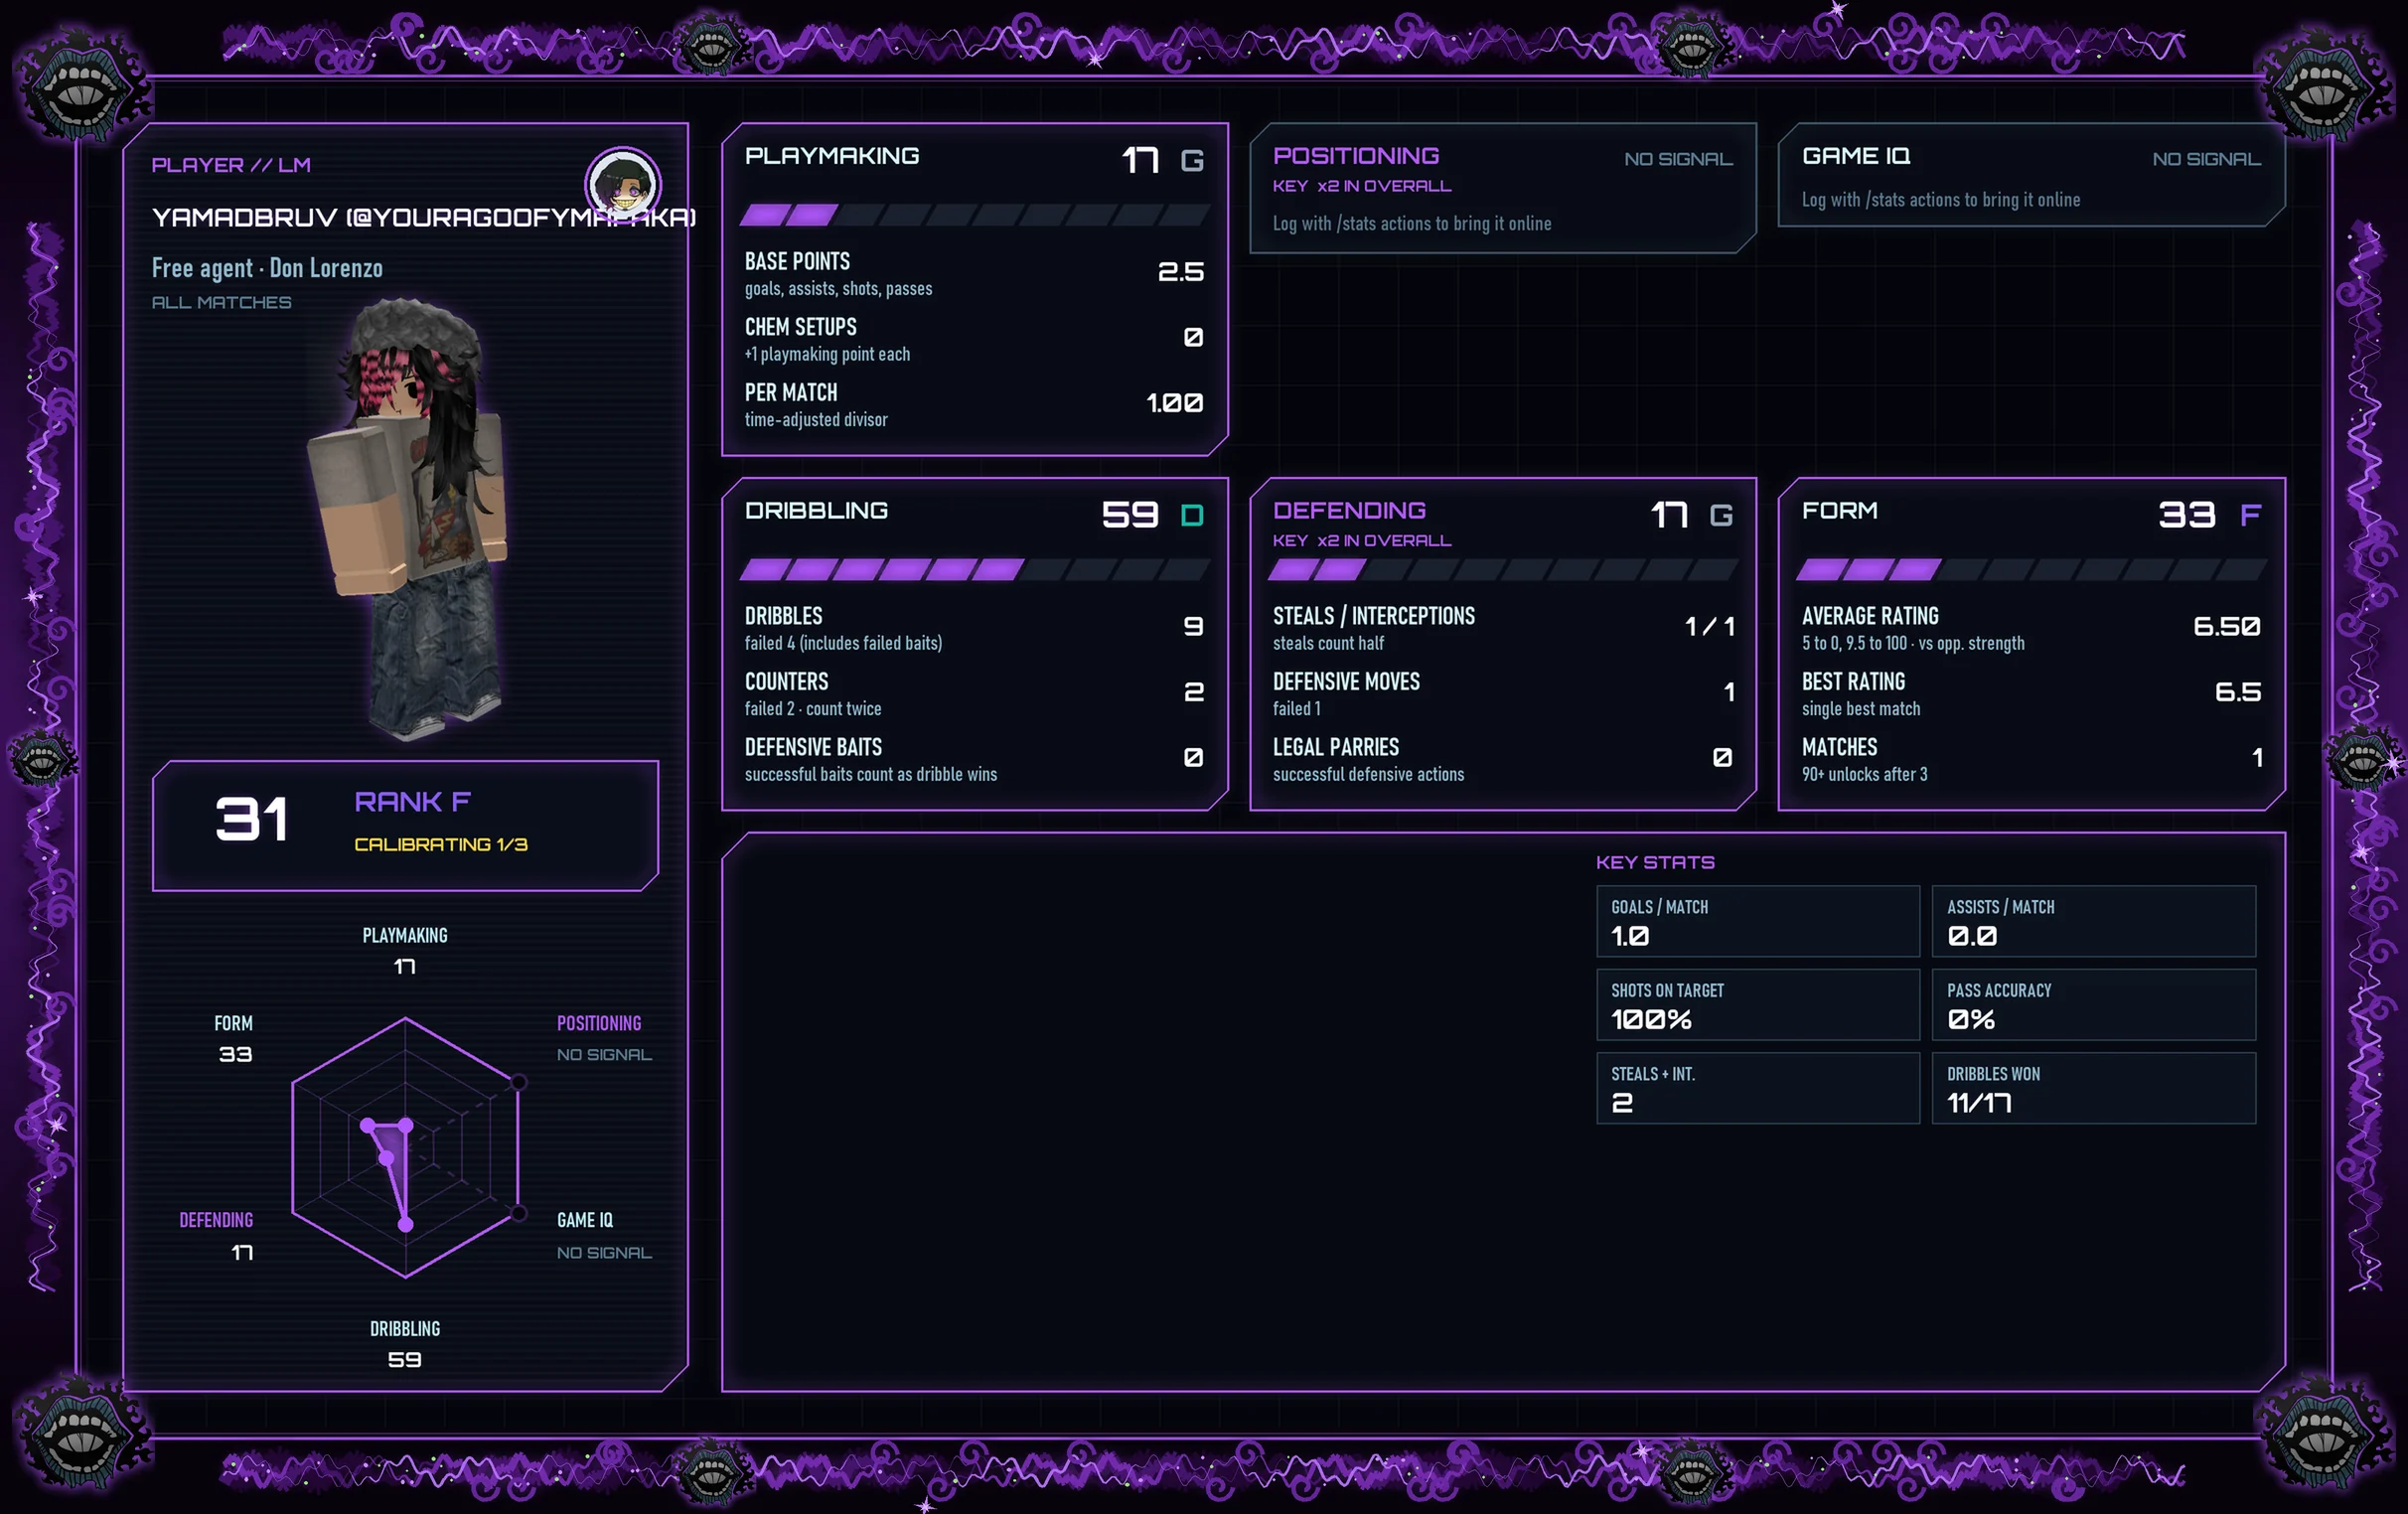 PLAYER // LM
YAMADBRUV (@YOURAGOOFYMAFAKA)
Free agent · Don Lorenzo
ALL MATCHES
31
RANK F
CALIBRATING 1/3
PLAYMAKING
17
FORM
33
POSITIONING
NO SIGNAL
DEFENDING
17
GAME IQ
NO SIGNAL
DRIBBLING
59
PLAYMAKING 17 G
BASE POINTS 2.5
goals, assists, shots, passes
CHEM SETUPS 0
+1 playmaking point each
PER MATCH 1.00
time-adjusted divisor
POSITIONING NO SIGNAL
KEY x2 IN OVERALL
Log with /stats actions to bring it online
GAME IQ NO SIGNAL
Log with /stats actions to bring it online
DRIBBLING 59 D
DRIBBLES 9
failed 4 (includes failed baits)
COUNTERS 2
failed 2 · count twice
DEFENSIVE BAITS 0
successful baits count as dribble wins
DEFENDING 17 G
KEY x2 IN OVERALL
STEALS / INTERCEPTIONS 1 / 1
steals count half
DEFENSIVE MOVES 1
failed 1
LEGAL PARRIES 0
successful defensive actions
FORM 33 F
AVERAGE RATING 6.50
5 to 0, 9.5 to 100 · vs opp. strength
BEST RATING 6.5
single best match
MATCHES 1
90+ unlocks after 3
KEY STATS
GOALS / MATCH
1.0
ASSISTS / MATCH
0.0
SHOTS ON TARGET
100%
PASS ACCURACY
0%
STEALS + INT.
2
DRIBBLES WON
11/17